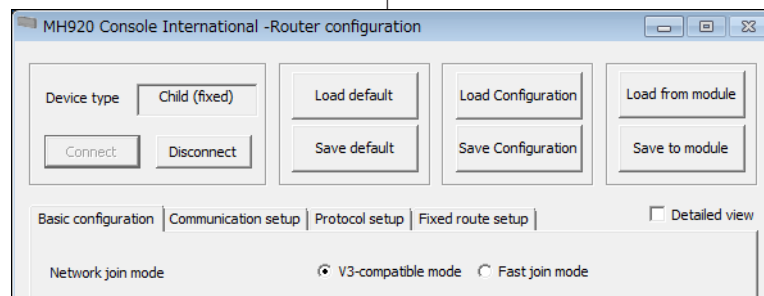 MH920 Console International -Router configuration
Device type Child (fixed) Load default Load Configuration Load from module
Connect Disconnect Save default Save Configuration Save to module
Basic configuration Communication setup Protocol setup Fixed route setup Detailed view
Network join mode V3-compatible mode Fast join mode